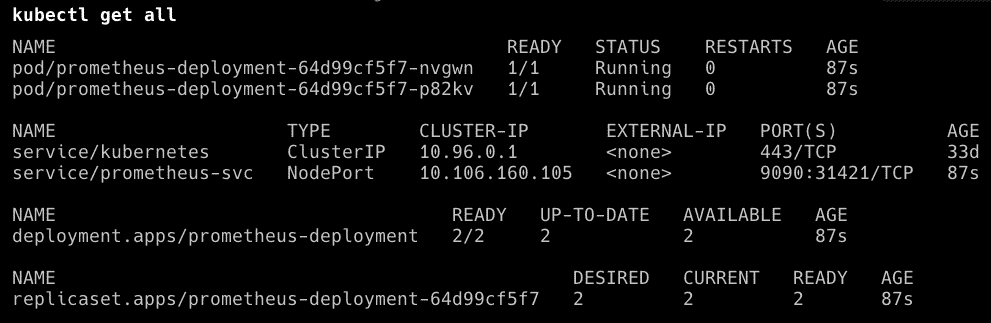 kubectl get all
NAME READY STATUS RESTARTS AGE
pod/prometheus-deployment-64d99cf5f7-nvgwn 1/1 Running 0 87s
pod/prometheus-deployment-64d99cf5f7-p82kv 1/1 Running 0 87s
NAME TYPE CLUSTER-IP EXTERNAL-IP PORT(S) AGE
service/kubernetes ClusterIP 10.96.0.1 <none> 443/TCP 33d
service/prometheus-svc NodePort 10.106.160.105 <none> 9090:31421/TCP 87s
NAME READY UP-TO-DATE AVAILABLE AGE
deployment.apps/prometheus-deployment 2/2 2 2 87s
NAME DESIRED CURRENT READY AGE
replicaset.apps/prometheus-deployment-64d99cf5f7 2 2 2 87s